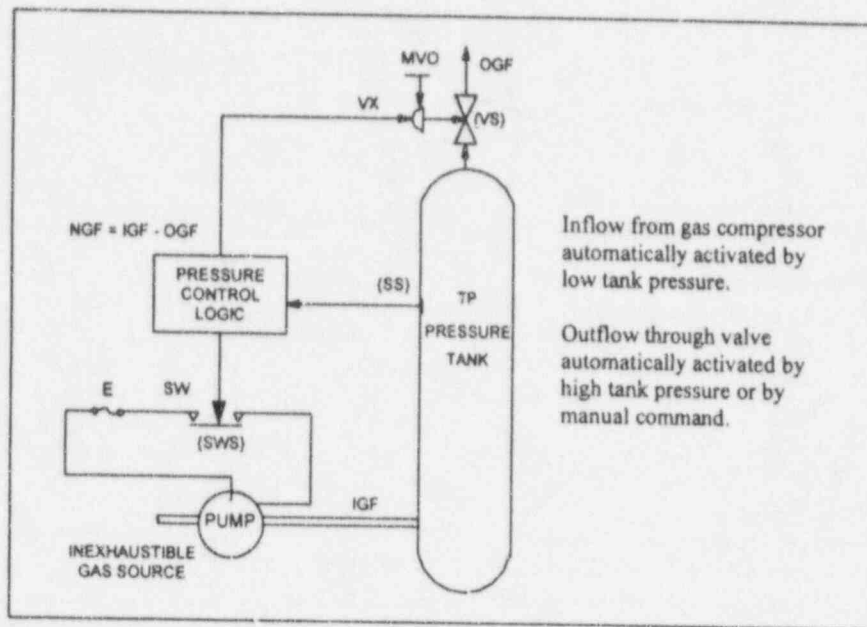 MVO
OGF
VX
(VS)
NGF = IGF - OGF
PRESSURE
CONTROL
LOGIC
(SS)
TP
PRESSURE
TANK
Inflow from gas compressor
automatically activated by
low tank pressure.
Outflow through valve
automatically activated by
high tank pressure or by
manual command.
E
SW
(SWS)
PUMP
IGF
INEXHAUSTIBLE
GAS SOURCE